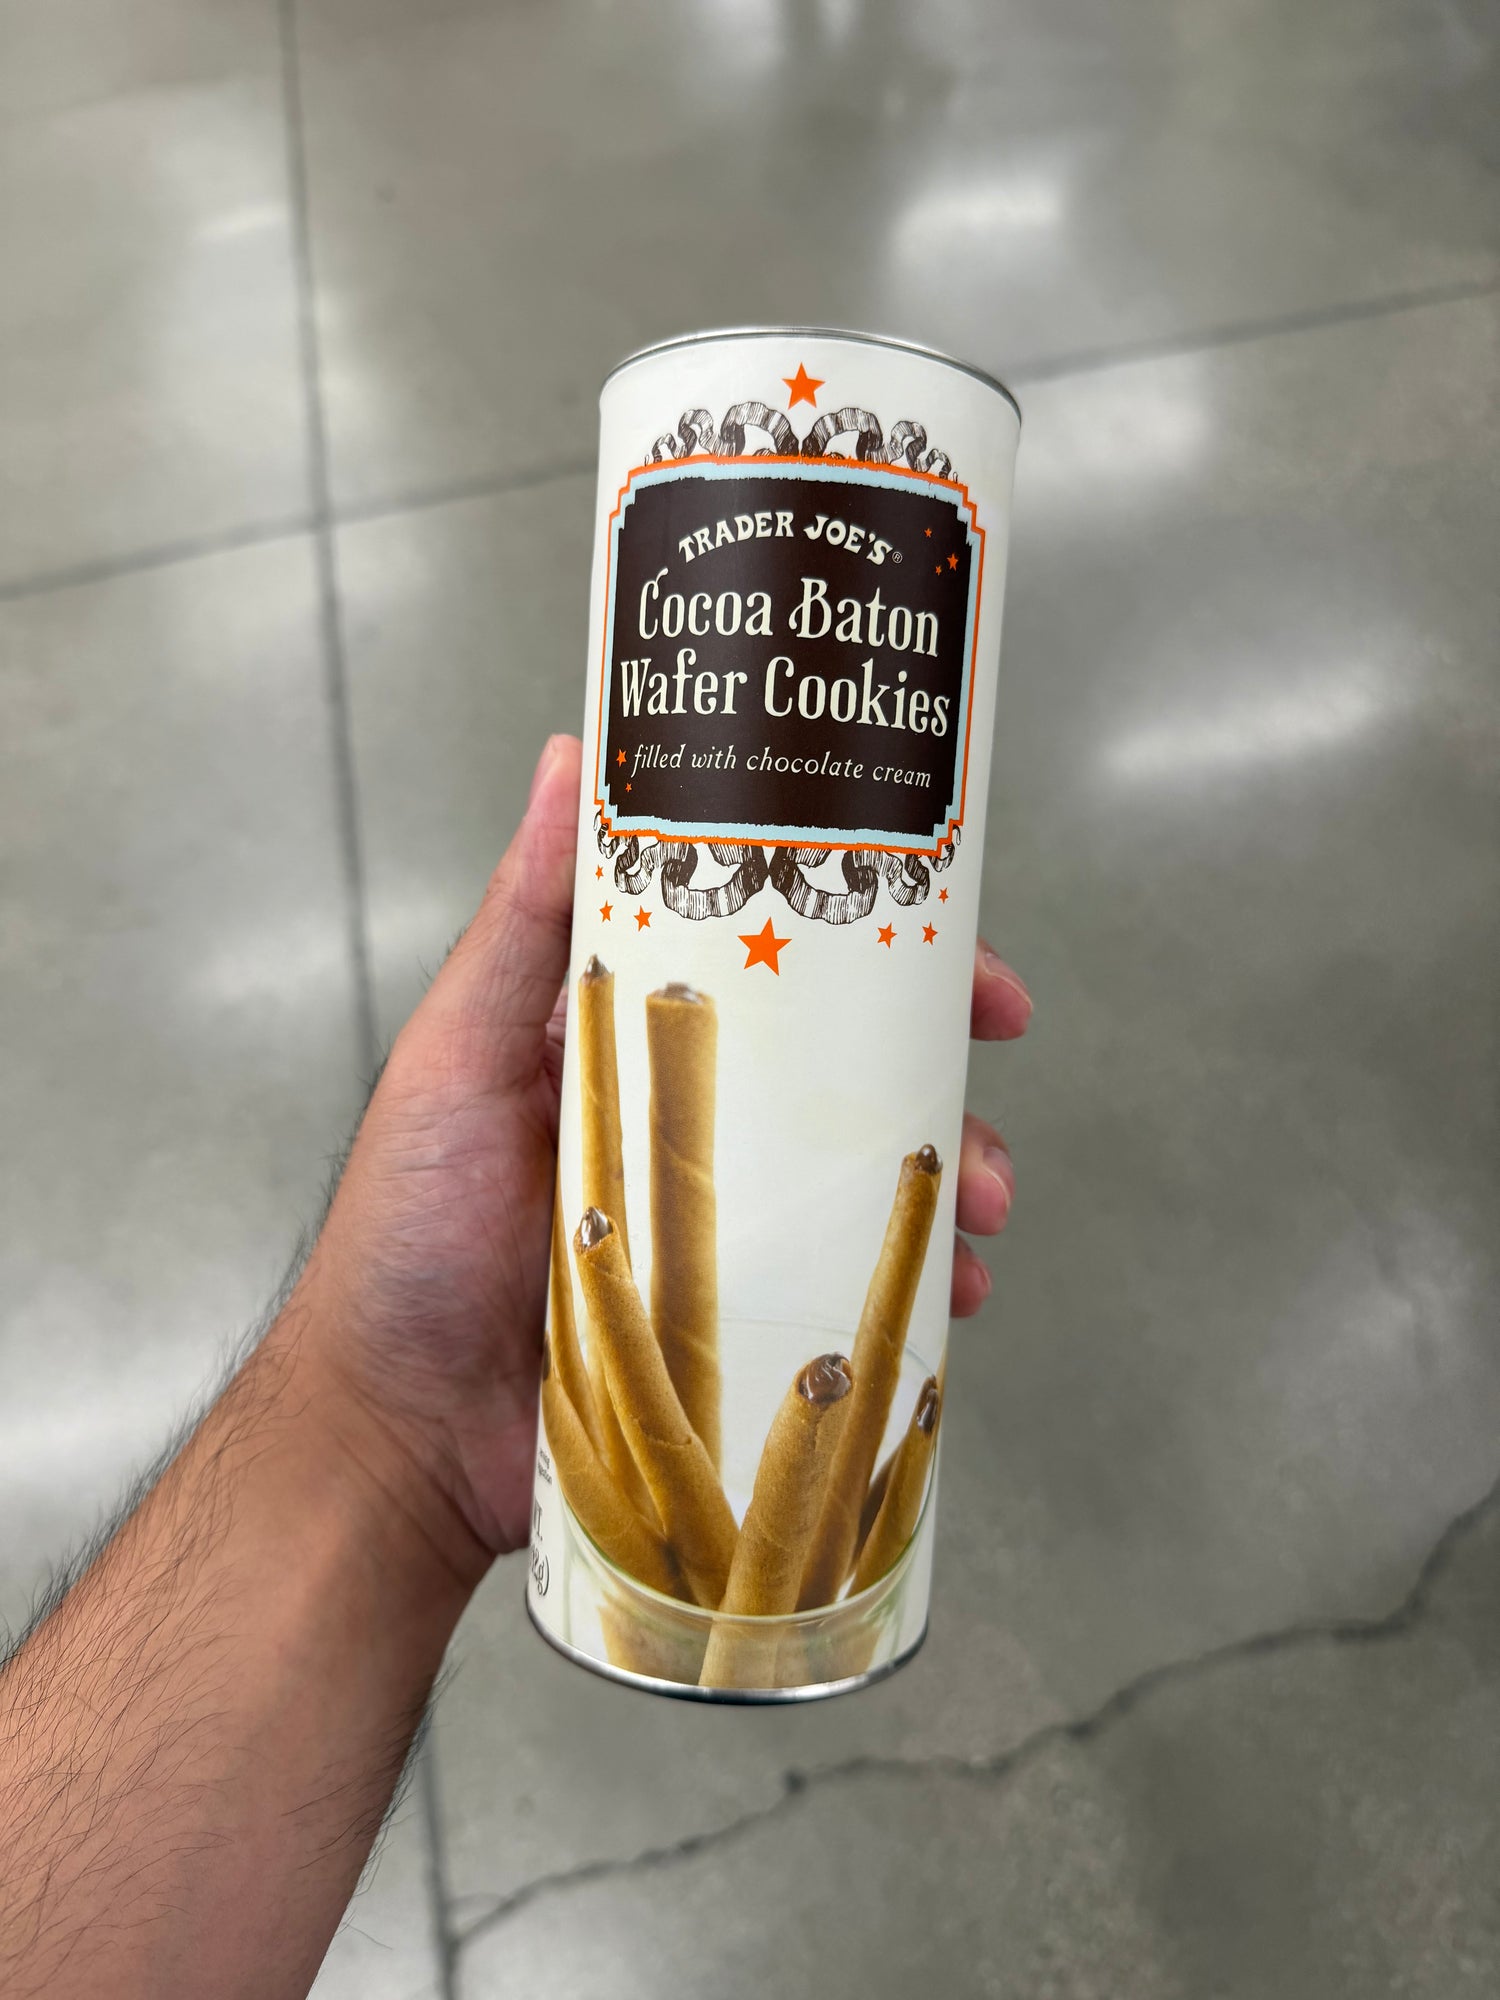 TRADER JOE'S®
Cocoa Baton
Wafer Cookies
filled with chocolate cream